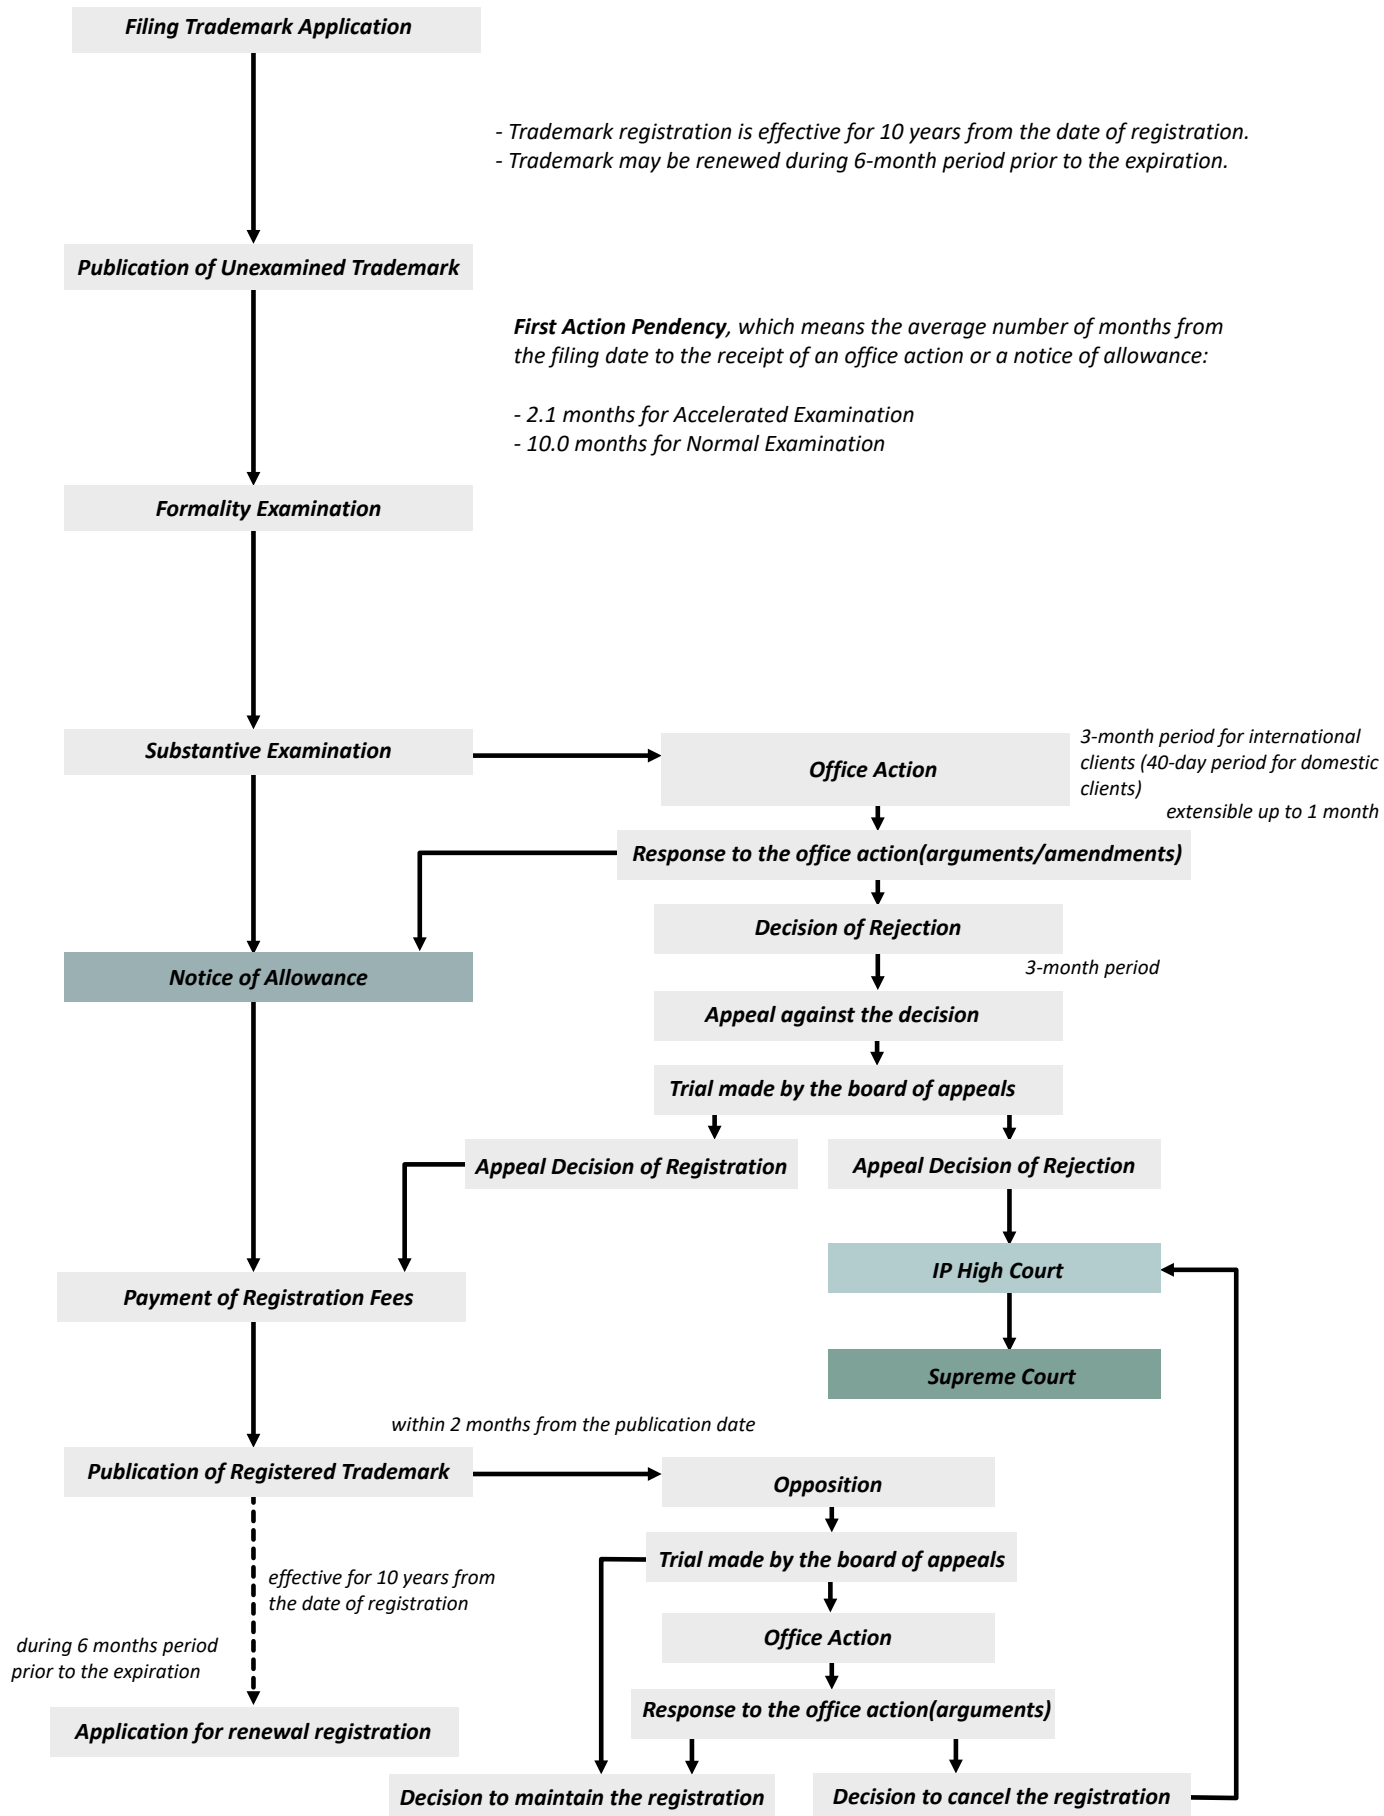 Filing Trademark Application
- Trademark registration is effective for 10 years from the date of registration.
- Trademark may be renewed during 6-month period prior to the expiration.
Publication of Unexamined Trademark
First Action Pendency, which means the average number of months from
the filing date to the receipt of an office action or a notice of allowance:
- 2.1 months for Accelerated Examination
- 10.0 months for Normal Examination
Formality Examination
Substantive Examination
Office Action
3-month period for international
clients (40-day period for domestic
clients)
extensible up to 1 month
Response to the office action(arguments/amendments)
Decision of Rejection
Notice of Allowance
3-month period
Appeal against the decision
Trial made by the board of appeals
Appeal Decision of Registration
Appeal Decision of Rejection
IP High Court
Payment of Registration Fees
Supreme Court
within 2 months from the publication date
Publication of Registered Trademark
Opposition
Trial made by the board of appeals
effective for 10 years from
the date of registration
Office Action
during 6 months period
prior to the expiration
Response to the office action(arguments)
Application for renewal registration
Decision to maintain the registration
Decision to cancel the registration